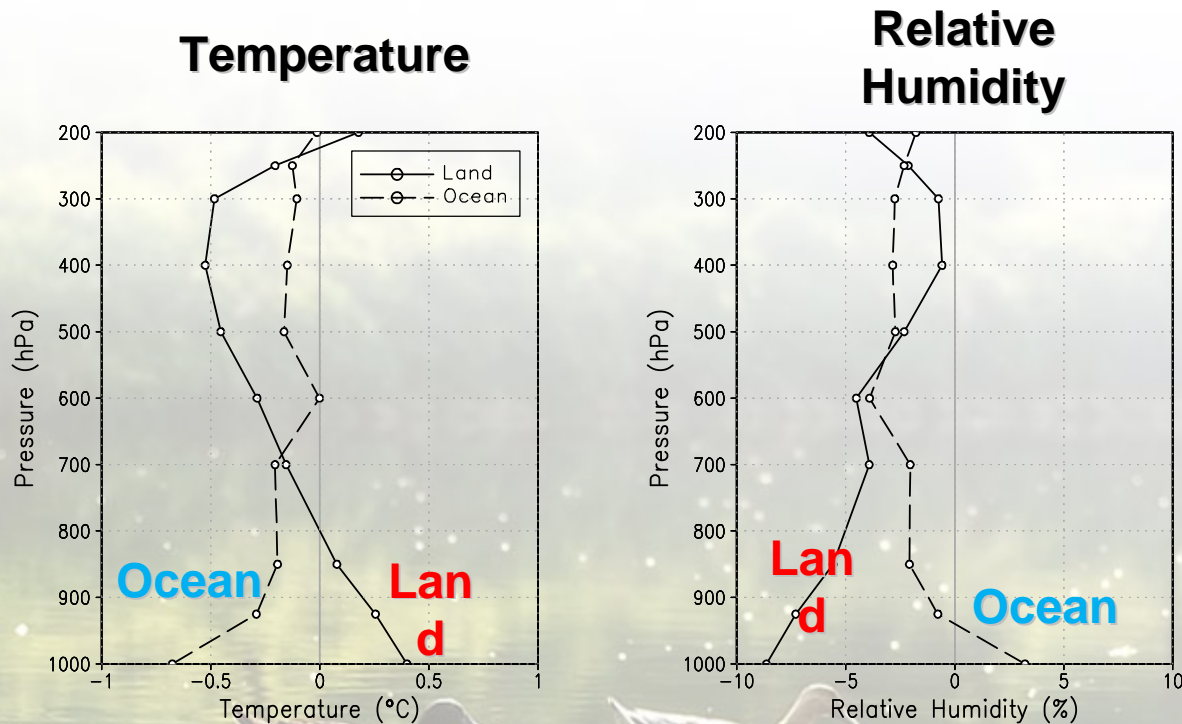 Temperature
Relative
Humidity
200
300
400
500
600
700
800
900
1000
Pressure (hPa)
Land
Ocean
Ocean
Lan
d
-1
-0.5
0
0.5
1
Temperature (°C)
200
300
400
500
600
700
800
900
1000
Pressure (hPa)
Lan
d
Ocean
-10
-5
0
5
10
Relative Humidity (%)